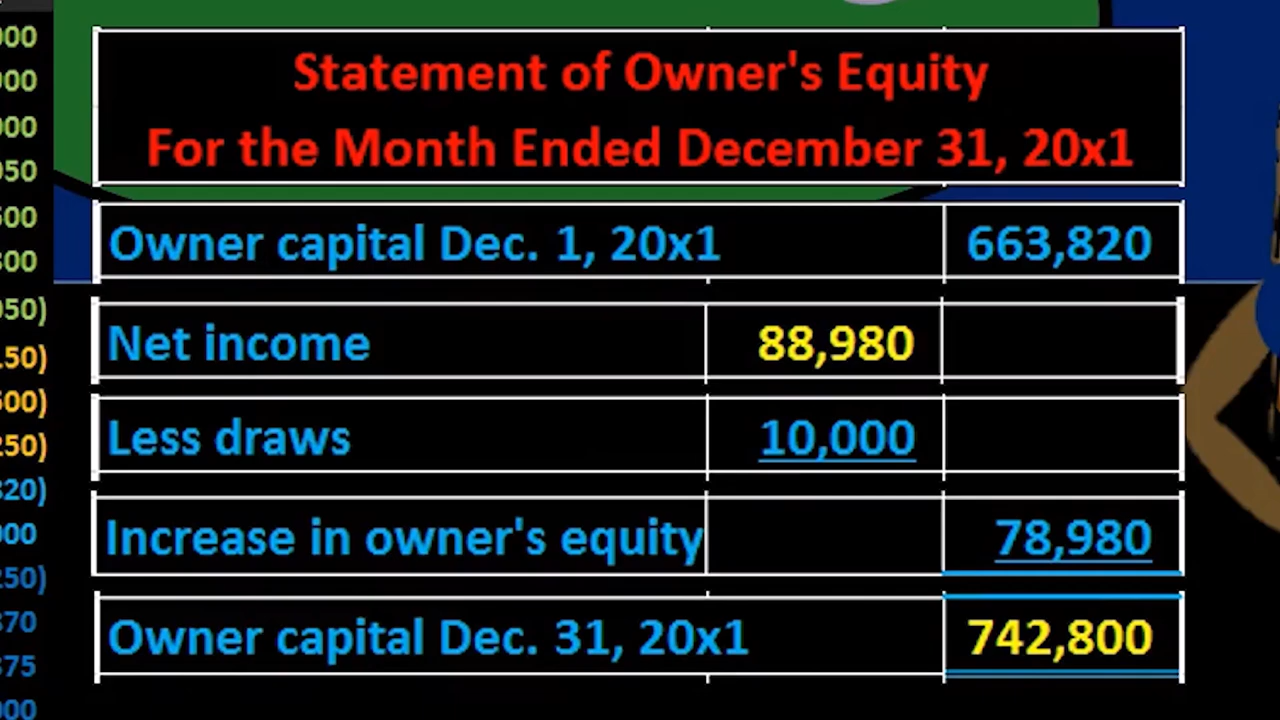 Statement of Owner's Equity
For the Month Ended December 31, 20x1
Owner capital Dec. 1, 20x1 663,820
Net income 88,980
Less draws 10,000
Increase in owner's equity 78,980
Owner capital Dec. 31, 20x1 742,800